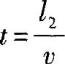 t = l₂/v